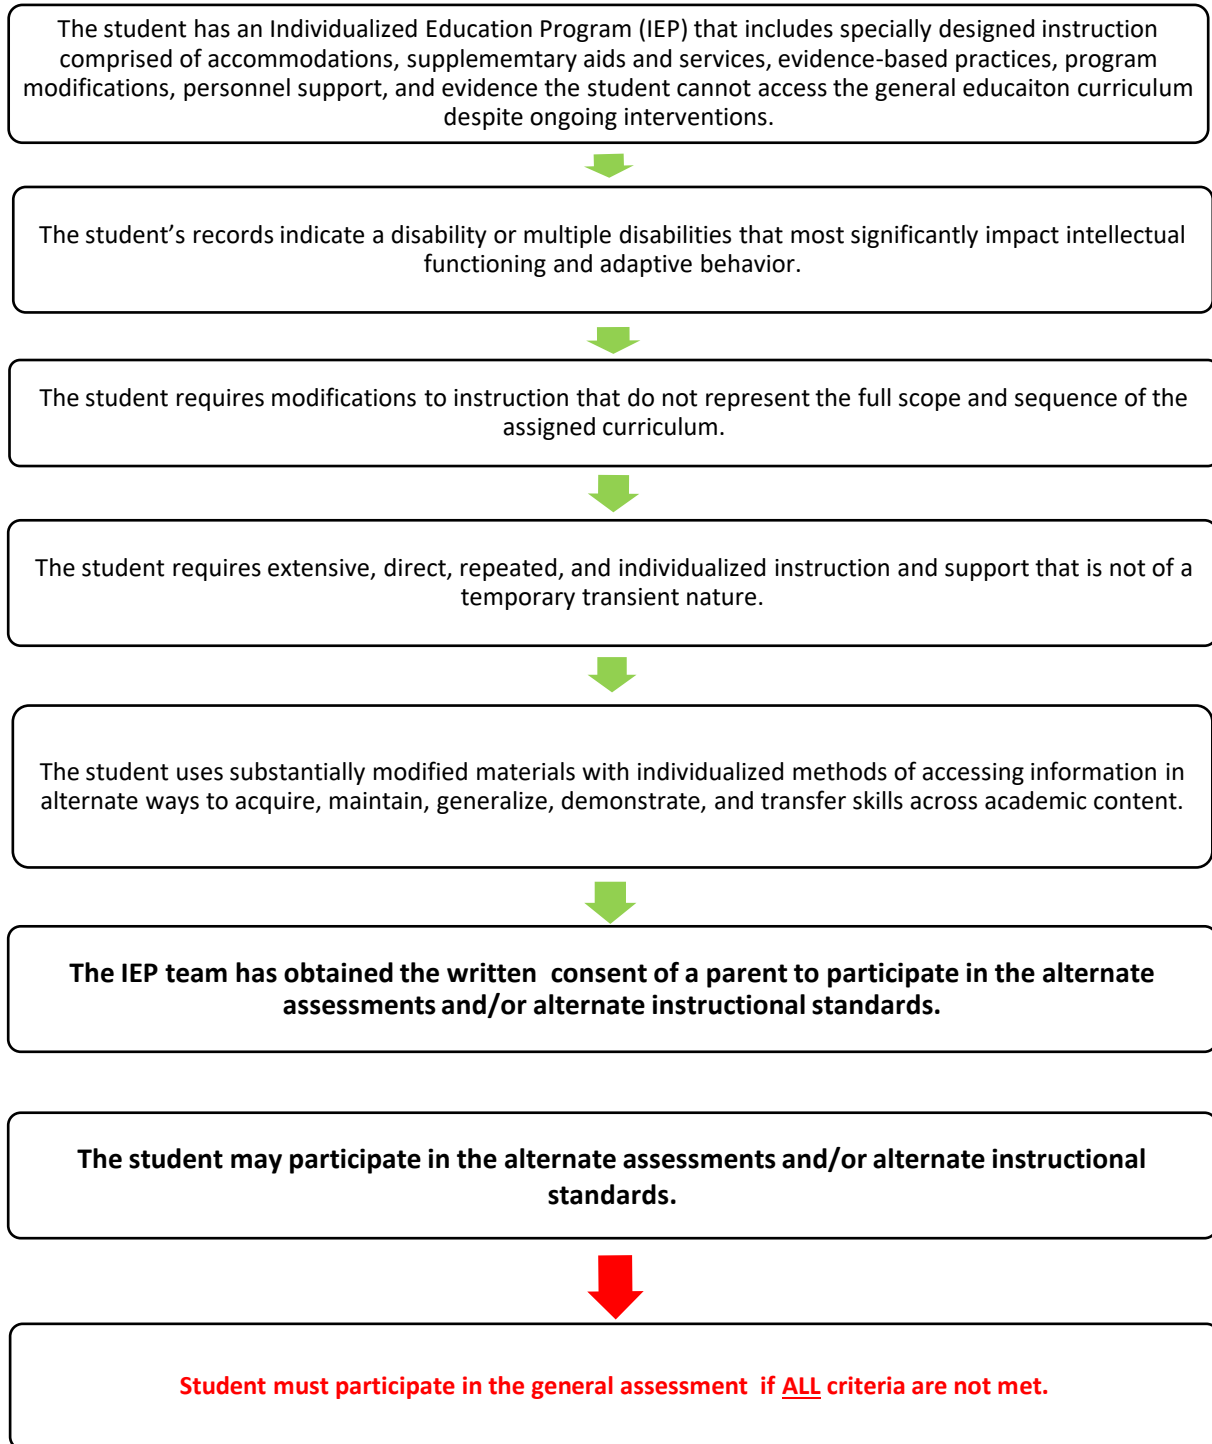 The student has an Individualized Education Program (IEP) that includes specially designed instruction
comprised of accommodations, supplememtary aids and services, evidence-based practices, program
modifications, personnel support, and evidence the student cannot access the general educaiton curriculum
despite ongoing interventions.
The student’s records indicate a disability or multiple disabilities that most significantly impact intellectual
functioning and adaptive behavior.
The student requires modifications to instruction that do not represent the full scope and sequence of the
assigned curriculum.
The student requires extensive, direct, repeated, and individualized instruction and support that is not of a
temporary transient nature.
The student uses substantially modified materials with individualized methods of accessing information in
alternate ways to acquire, maintain, generalize, demonstrate, and transfer skills across academic content.
The IEP team has obtained the written consent of a parent to participate in the alternate
assessments and/or alternate instructional standards.
The student may participate in the alternate assessments and/or alternate instructional
standards.
Student must participate in the general assessment if ALL criteria are not met.